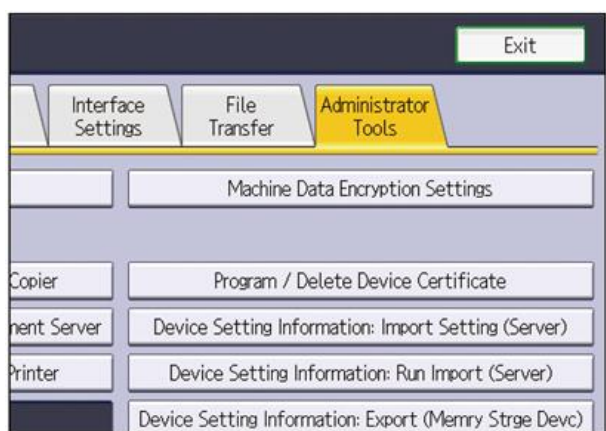 Exit
Interface
Settings
File
Transfer
Administrator
Tools
Machine Data Encryption Settings
Copier
Program / Delete Device Certificate
ment Server
Device Setting Information: Import Setting (Server)
Printer
Device Setting Information: Run Import (Server)
Device Setting Information: Export (Memry Strge Devc)